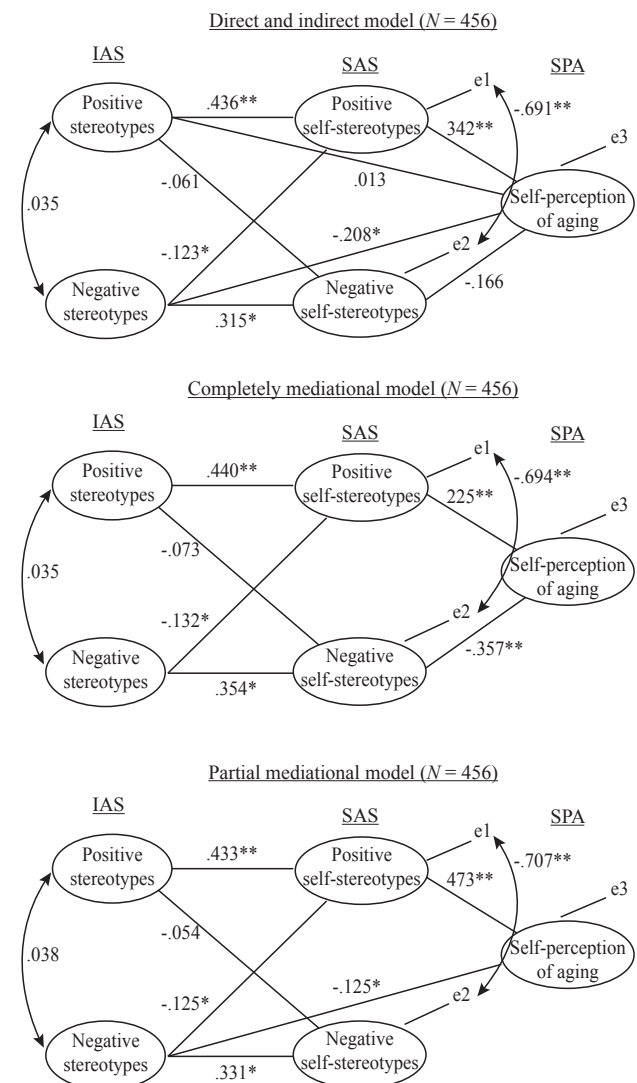 Direct and indirect model (N = 456)
IAS
SAS
SPA
Positive
stereotypes
.436**
Positive
self-stereotypes
e1
-.691**
342**
e3
.013
-.061
.035
Self-perception
of aging
-.208*
-.123*
e2
-.166
Negative
stereotypes
.315*
Negative
self-stereotypes
Completely mediational model (N = 456)
IAS
SAS
SPA
Positive
stereotypes
.440**
Positive
self-stereotypes
e1
-.694**
225**
e3
-.073
.035
Self-perception
of aging
-.132*
e2
-.357**
Negative
stereotypes
.354*
Negative
self-stereotypes
Partial mediational model (N = 456)
IAS
SAS
SPA
Positive
stereotypes
.433**
Positive
self-stereotypes
e1
-.707**
473**
e3
-.054
.038
Self-perception
of aging
-.125*
-.125*
e2
Negative
stereotypes
.331*
Negative
self-stereotypes